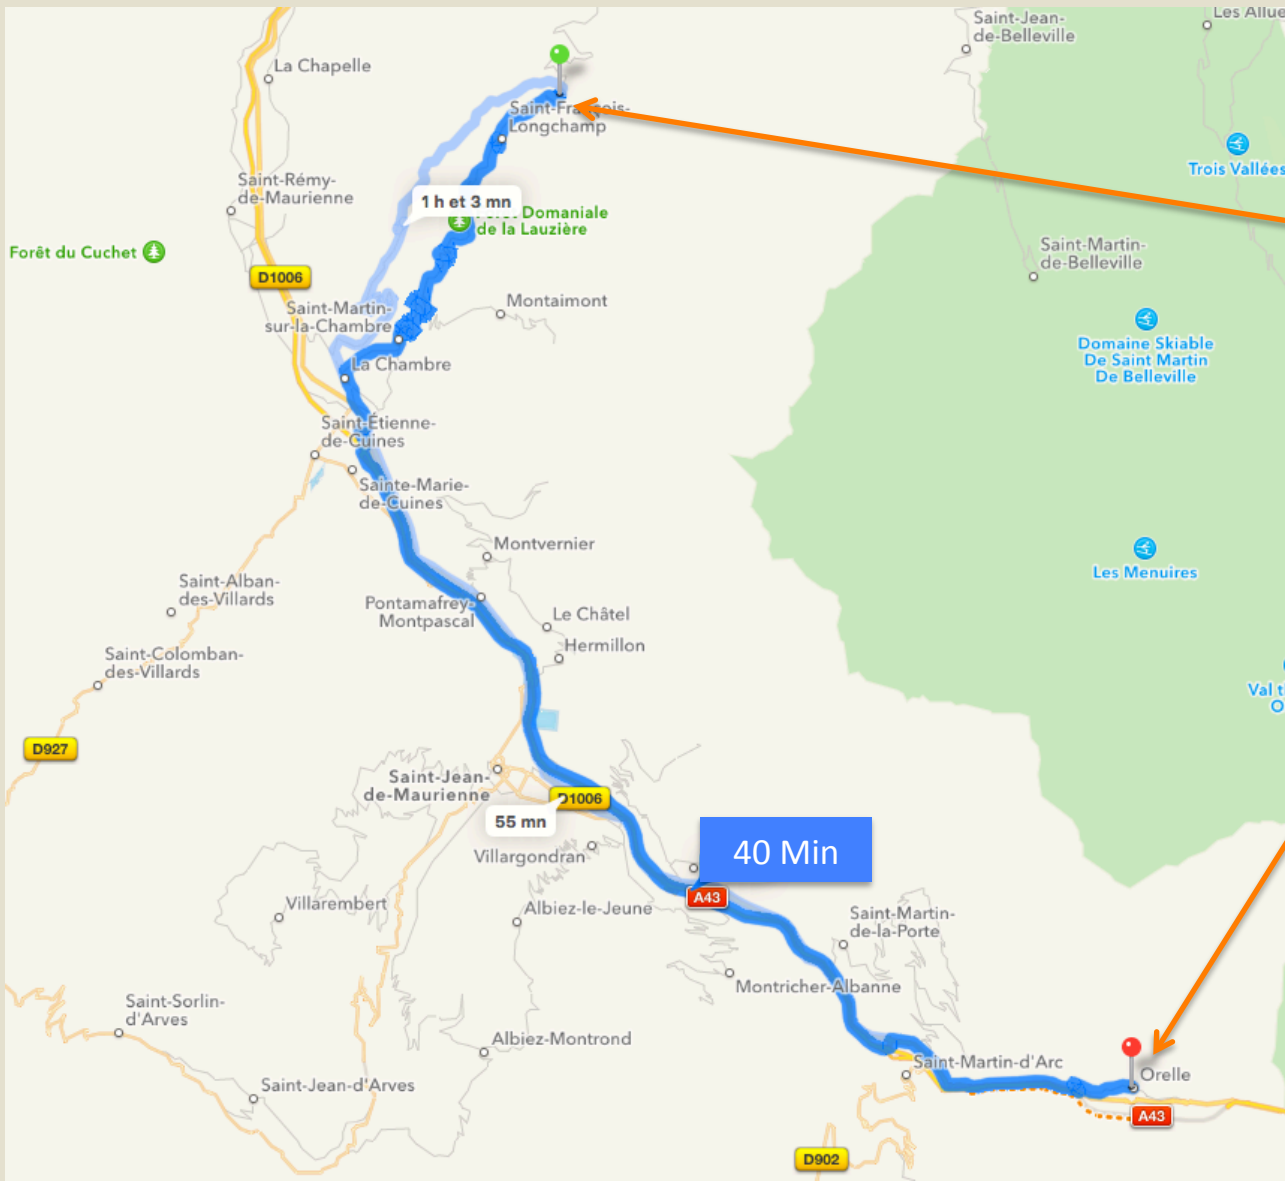 Saint-Jean-
de-Belleville
Les Allue
La Chapelle
Saint-François-
Longchamp
Trois Vallées
Saint-Rémy-
de-Maurienne
1 h et 3 mn
Forêt Domaniale
de la Lauzière
Forêt du Cuchet
Saint-Martin-
de-Belleville
D1006
Saint-Martin-
sur-la-Chambre
Montaimont
Domaine Skiable
De Saint Martin
De Belleville
La Chambre
Saint-Étienne-
de-Cuines
Sainte-Marie-
de-Cuines
Montvernier
Les Menuires
Saint-Alban-
des-Villards
Pontamafrey-
Montpascal
Le Châtel
Hermillon
Saint-Colomban-
des-Villards
Val t
O
D927
Saint-Jean-
de-Maurienne
D1006
55 mn
Villargondran
40 Min
A43
Villarembert
Albiez-le-Jeune
Saint-Martin-
de-la-Porte
Montricher-Albanne
Saint-Sorlin-
d'Arves
Albiez-Montrond
Saint-Martin-d'Arc
Orelle
Saint-Jean-d'Arves
A43
D902